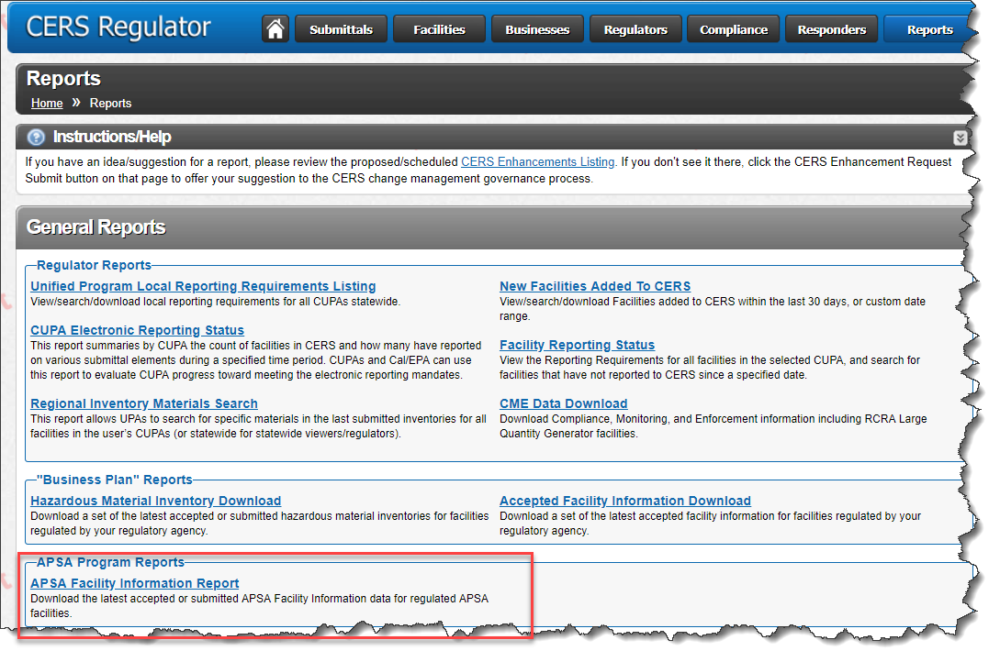 CERS Regulator
Submittals
Facilities
Businesses
Regulators
Compliance
Responders
Reports
Reports
Home » Reports
Instructions/Help
If you have an idea/suggestion for a report, please review the proposed/scheduled CERS Enhancements Listing. If you don't see it there, click the CERS Enhancement Request
Submit button on that page to offer your suggestion to the CERS change management governance process.
General Reports
Regulator Reports
Unified Program Local Reporting Requirements Listing
View/search/download local reporting requirements for all CUPAs statewide.
CUPA Electronic Reporting Status
This report summaries by CUPA the count of facilities in CERS and how many have reported
on various submittal elements during a specified time period. CUPAs and Cal/EPA can use
this report to evaluate CUPA progress toward meeting the electronic reporting mandates.
Regional Inventory Materials Search
This report allows UPAs to search for specific materials in the last submitted inventories for all
facilities in the user's CUPAs (or statewide for statewide viewers/regulators).
New Facilities Added To CERS
View/search/download Facilities added to CERS within the last 30 days, or custom date
range.
Facility Reporting Status
View the Reporting Requirements for all facilities in the selected CUPA, and search for
facilities that have not reported to CERS since a specified date.
CME Data Download
Download Compliance, Monitoring, and Enforcement information including RCRA Large
Quantity Generator facilities.
"Business Plan" Reports
Hazardous Material Inventory Download
Download a set of the latest accepted or submitted hazardous material inventories for facilities
regulated by your regulatory agency.
Accepted Facility Information Download
Download a set of the latest accepted facility information for facilities regulated by your
regulatory agency.
APSA Program Reports
APSA Facility Information Report
Download the latest accepted or submitted APSA Facility Information data for regulated APSA
facilities.